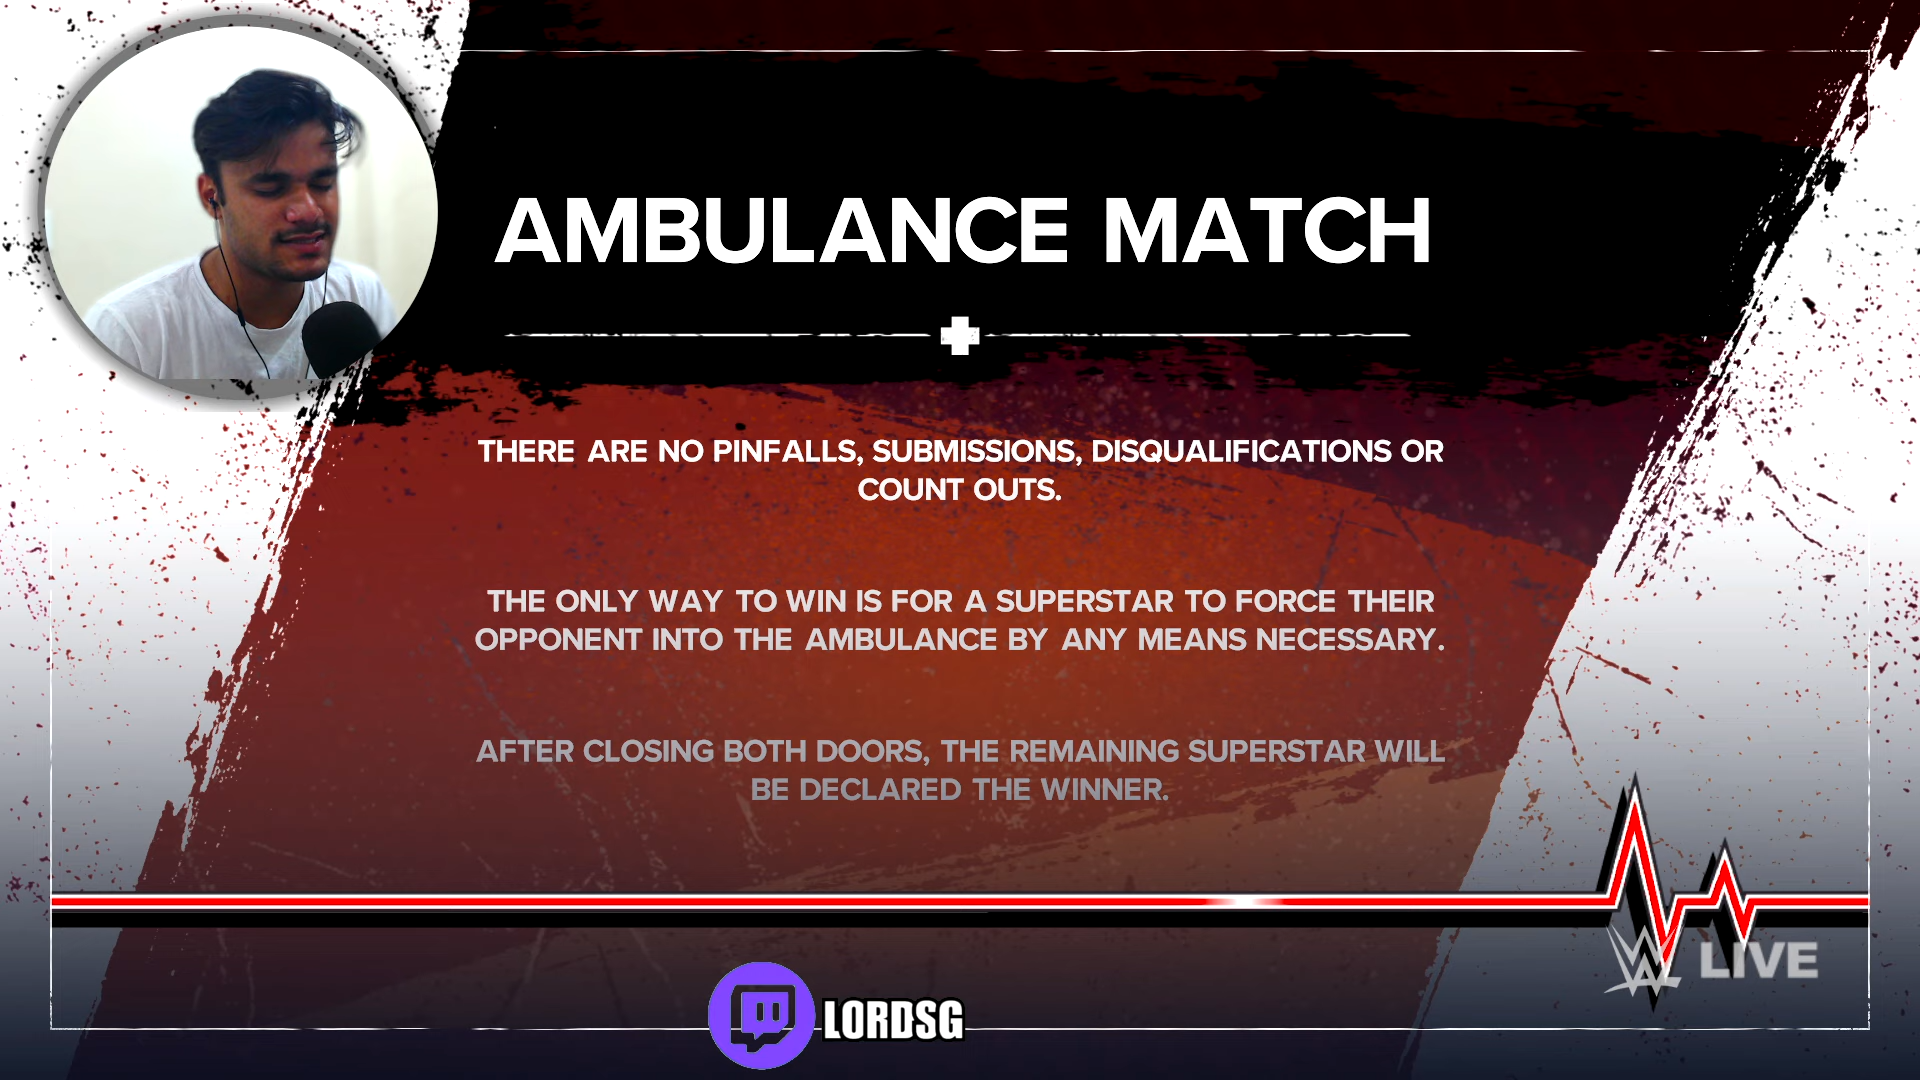 AMBULANCE MATCH
THERE ARE NO PINFALLS, SUBMISSIONS, DISQUALIFICATIONS OR
COUNT OUTS.
THE ONLY WAY TO WIN IS FOR A SUPERSTAR TO FORCE THEIR
OPPONENT INTO THE AMBULANCE BY ANY MEANS NECESSARY.
AFTER CLOSING BOTH DOORS, THE REMAINING SUPERSTAR WILL
BE DECLARED THE WINNER.
W LIVE
LORDSG